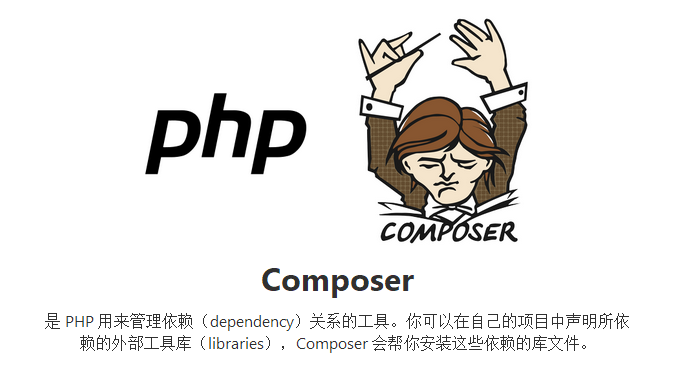 php
COMPOSER
Composer
是 PHP 用来管理依赖（dependency）关系的工具。你可以在自己的项目中声明所依
赖的外部工具库（libraries），Composer 会帮你安装这些依赖的库文件。